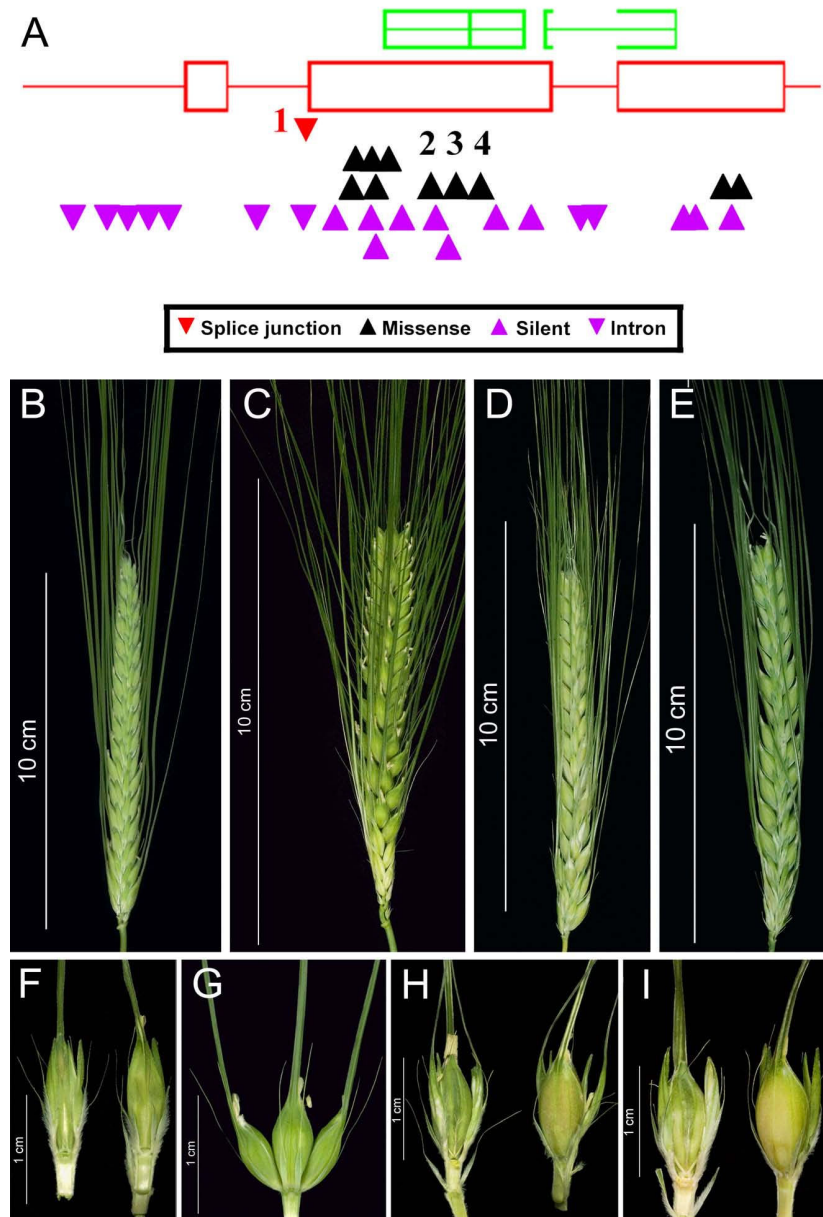 A
1
2 3 4
Splice junction Missense Silent Intron
B C D E
10 cm 10 cm 10 cm 10 cm
F G H I
1 cm 1 cm 1 cm 1 cm